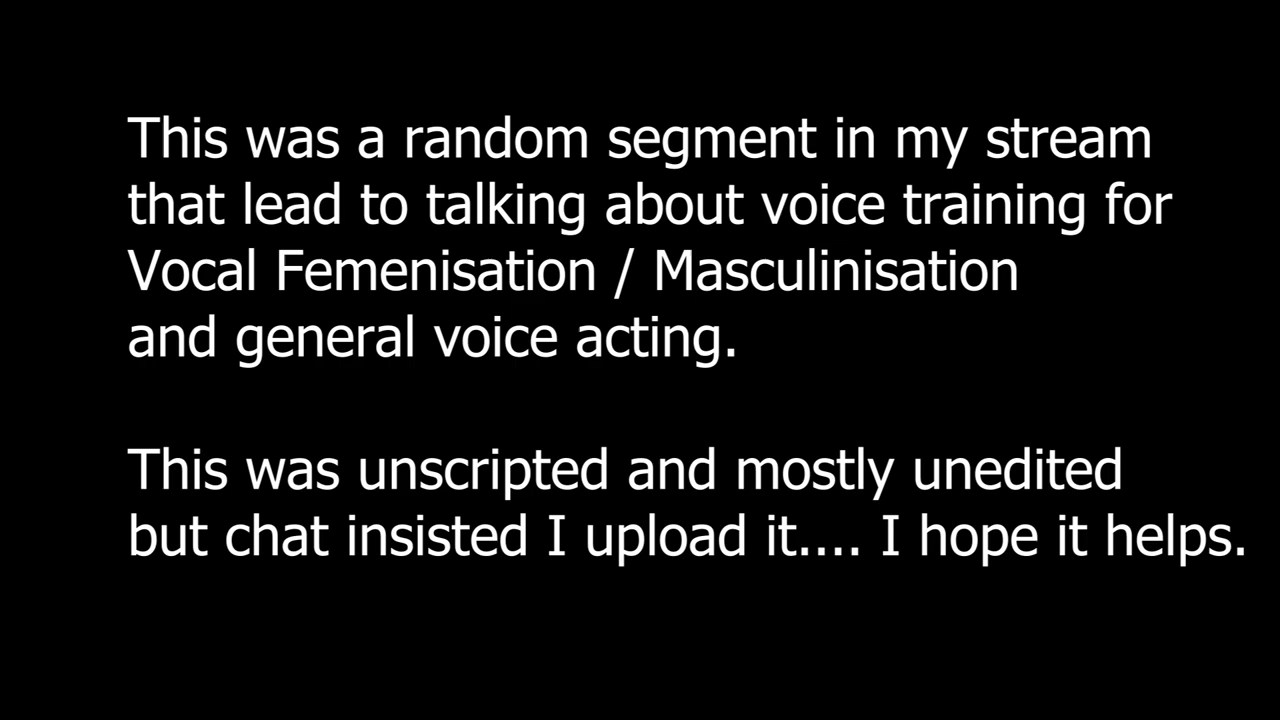 This was a random segment in my stream
that lead to talking about voice training for
Vocal Femenisation / Masculinisation
and general voice acting.
This was unscripted and mostly unedited
but chat insisted I upload it.... I hope it helps.